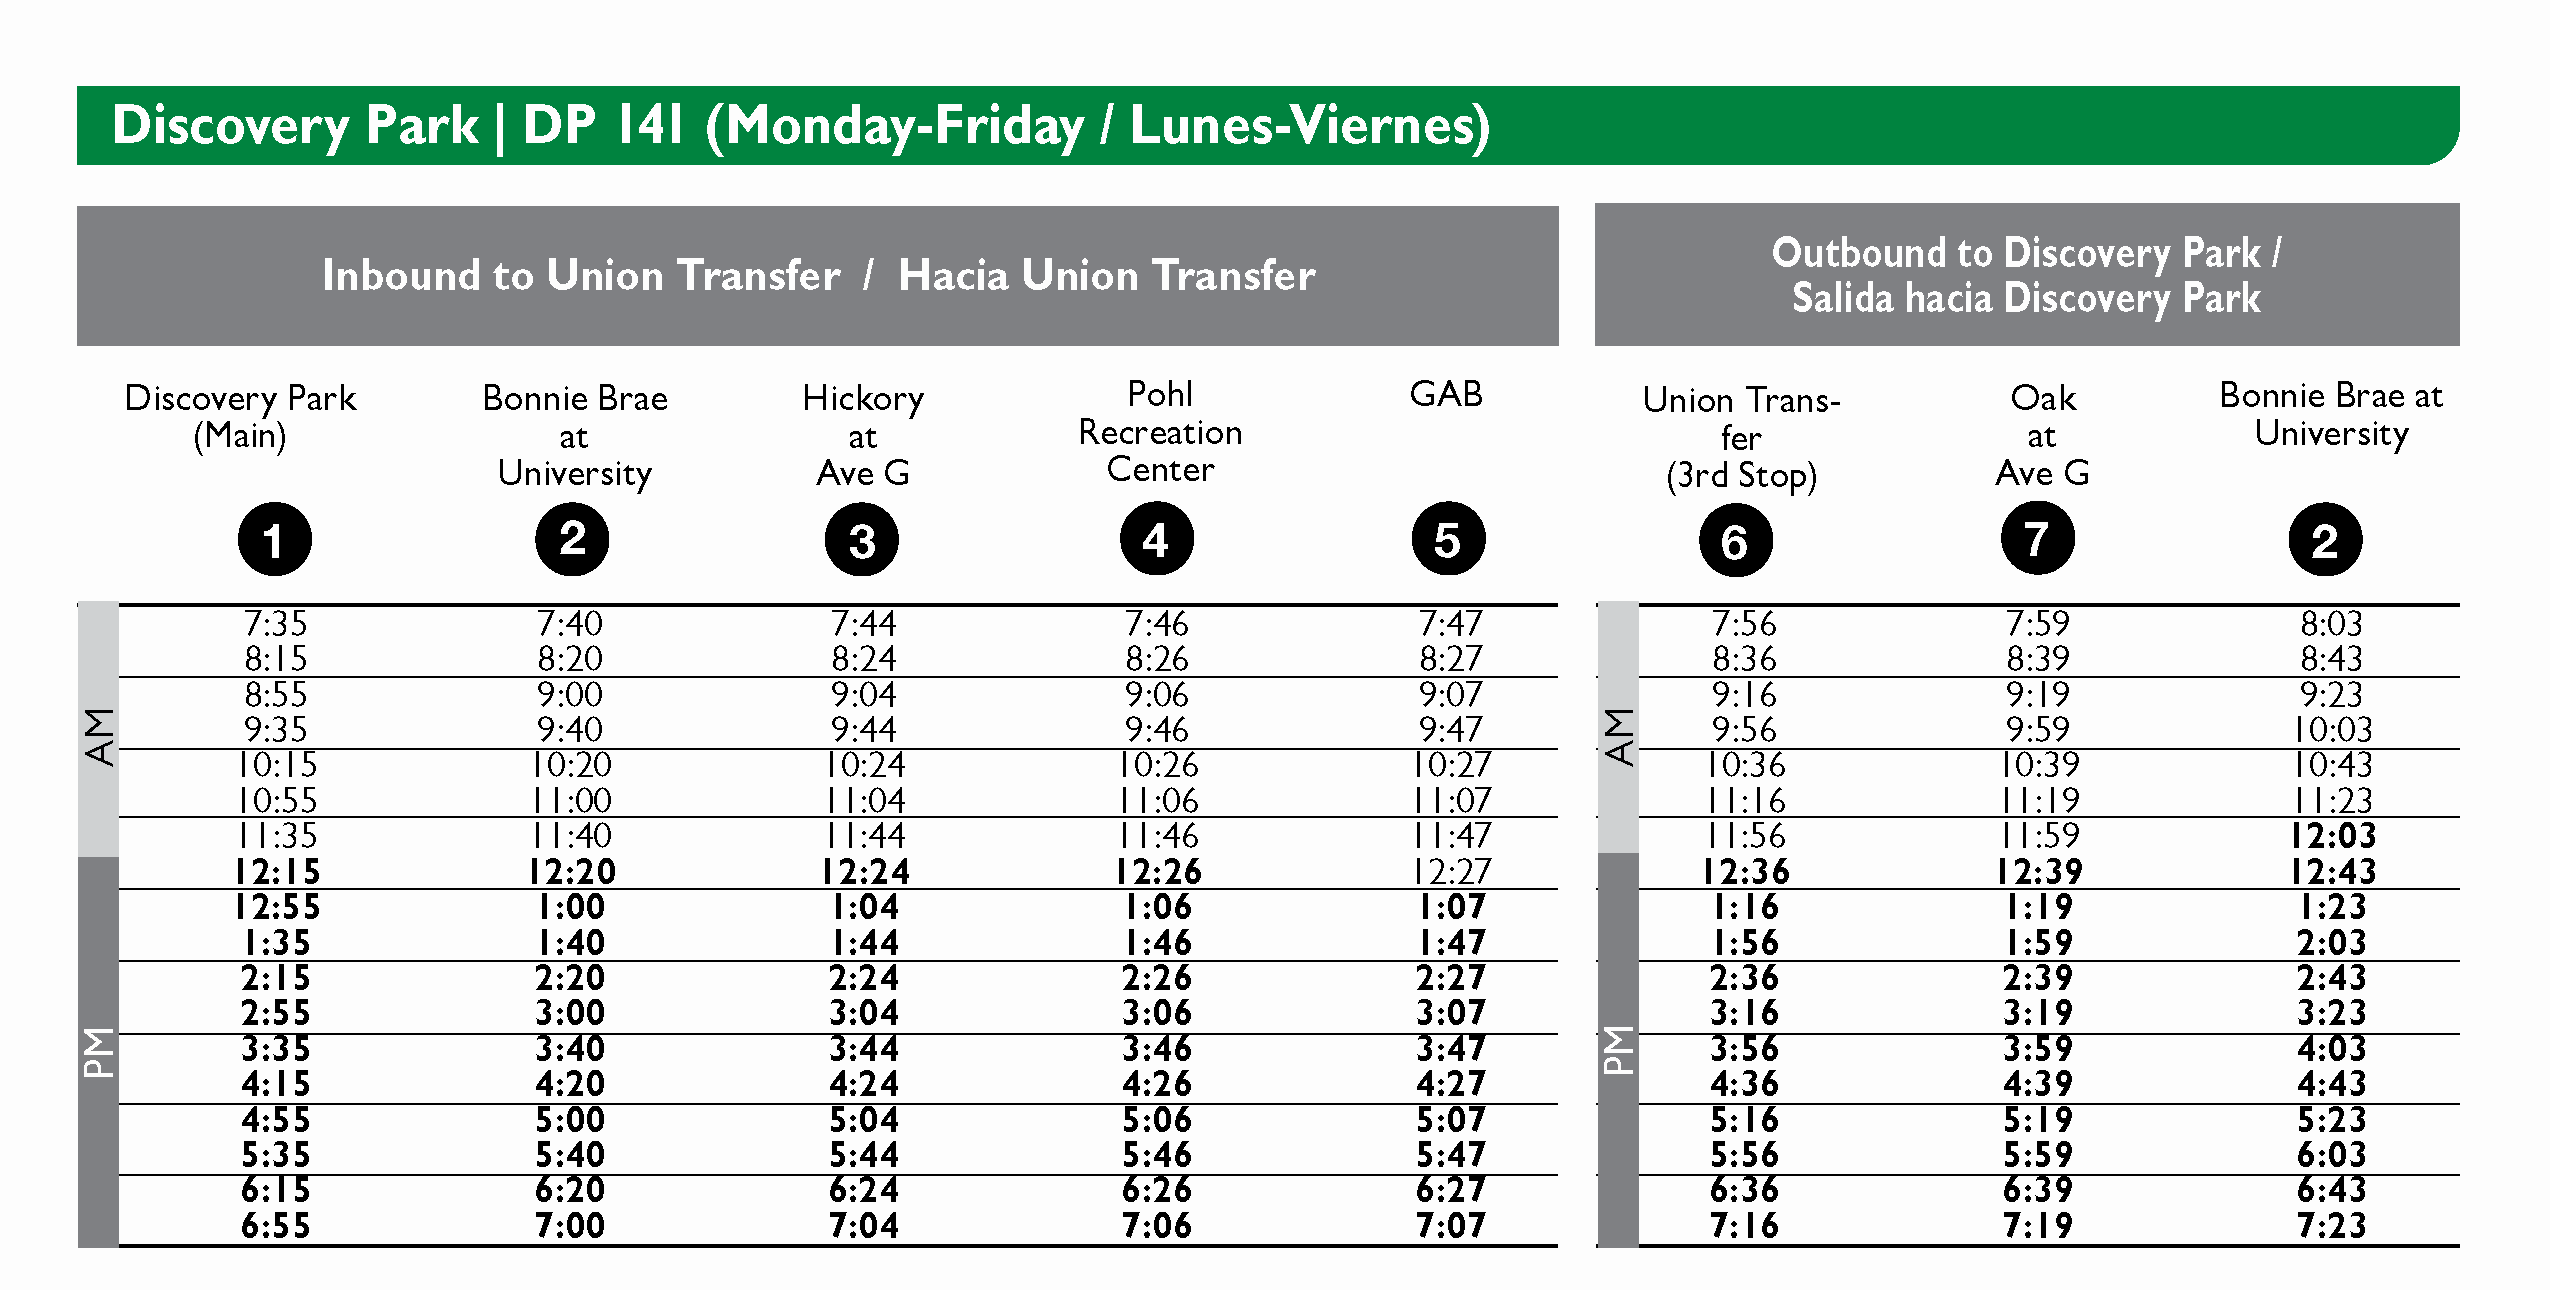 Discovery Park | DP 141 (Monday-Friday / Lunes-Viernes)
Inbound to Union Transfer / Hacia Union Transfer
Outbound to Discovery Park /
Salida hacia Discovery Park
Discovery Park
(Main)
Bonnie Brae
at
University
Hickory
at
Ave G
Pohl
Recreation
Center
GAB
Union Trans-
fer
(3rd Stop)
Oak
at
Ave G
Bonnie Brae at
University
1 2 3 4 5 6 7 2
AM
PM
AM
PM
7:35 7:40 7:44 7:46 7:47 7:56 7:59 8:03
8:15 8:20 8:24 8:26 8:27 8:36 8:39 8:43
8:55 9:00 9:04 9:06 9:07 9:16 9:19 9:23
9:35 9:40 9:44 9:46 9:47 9:56 9:59 10:03
10:15 10:20 10:24 10:26 10:27 10:36 10:39 10:43
10:55 11:00 11:04 11:06 11:07 11:16 11:19 11:23
11:35 11:40 11:44 11:46 11:47 11:56 11:59 12:03
12:15 12:20 12:24 12:26 12:27 12:36 12:39 12:43
12:55 1:00 1:04 1:06 1:07 1:16 1:19 1:23
1:35 1:40 1:44 1:46 1:47 1:56 1:59 2:03
2:15 2:20 2:24 2:26 2:27 2:36 2:39 2:43
2:55 3:00 3:04 3:06 3:07 3:16 3:19 3:23
3:35 3:40 3:44 3:46 3:47 3:56 3:59 4:03
4:15 4:20 4:24 4:26 4:27 4:36 4:39 4:43
4:55 5:00 5:04 5:06 5:07 5:16 5:19 5:23
5:35 5:40 5:44 5:46 5:47 5:56 5:59 6:03
6:15 6:20 6:24 6:26 6:27 6:36 6:39 6:43
6:55 7:00 7:04 7:06 7:07 7:16 7:19 7:23